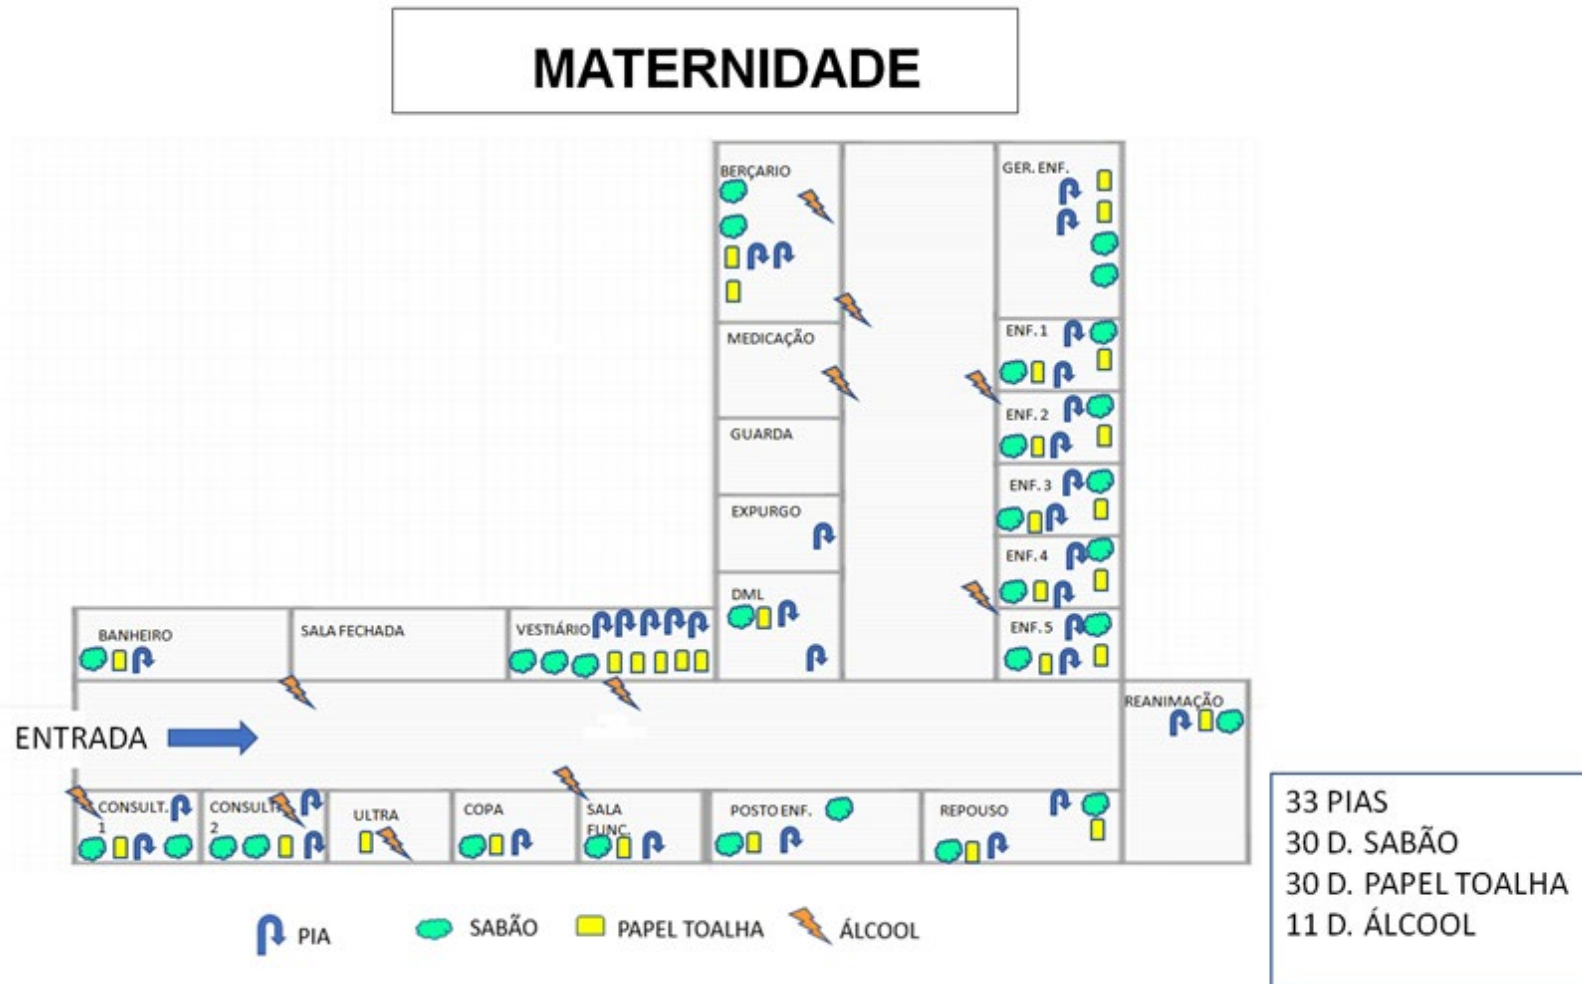 MATERNIDADE
BERÇARIO
GER. ENF.
MEDICAÇÃO
ENF. 1
ENF. 2
GUARDA
ENF. 3
EXPURGO
ENF. 4
DML
BANHEIRO
SALA FECHADA
VESTIÁRIO
ENF. 5
REANIMAÇÃO
ENTRADA
CONSULT.
1
CONSULT.
2
ULTRA
COPA
SALA
FUNC.
POSTO ENF.
REPOUSO
33 PIAS
30 D. SABÃO
30 D. PAPEL TOALHA
11 D. ÁLCOOL
PIA
SABÃO
PAPEL TOALHA
ÁLCOOL